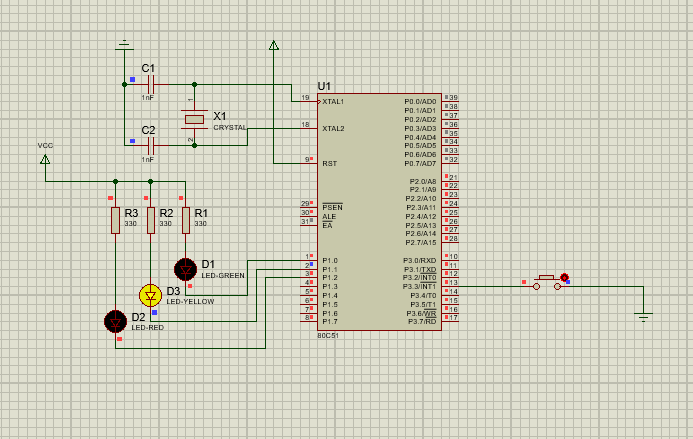 C1
1nF
C2
1nF
X1
CRYSTAL
1
2
VCC
R3
330
R2
330
R1
330
D1
LED-GREEN
D3
LED-YELLOW
D2
LED-RED
U1
19 XTAL1
18 XTAL2
9 RST
29 PSEN
30 ALE
31 EA
1 P1.0
2 P1.1
3 P1.2
4 P1.3
5 P1.4
6 P1.5
7 P1.6
8 P1.7
P0.0/AD0 39
P0.1/AD1 38
P0.2/AD2 37
P0.3/AD3 36
P0.4/AD4 35
P0.5/AD5 34
P0.6/AD6 33
P0.7/AD7 32
P2.0/A8 21
P2.1/A9 22
P2.2/A10 23
P2.3/A11 24
P2.4/A12 25
P2.5/A13 26
P2.6/A14 27
P2.7/A15 28
P3.0/RXD 10
P3.1/TXD 11
P3.2/INT0 12
P3.3/INT1 13
P3.4/T0 14
P3.5/T1 15
P3.6/WR 16
P3.7/RD 17
80C51